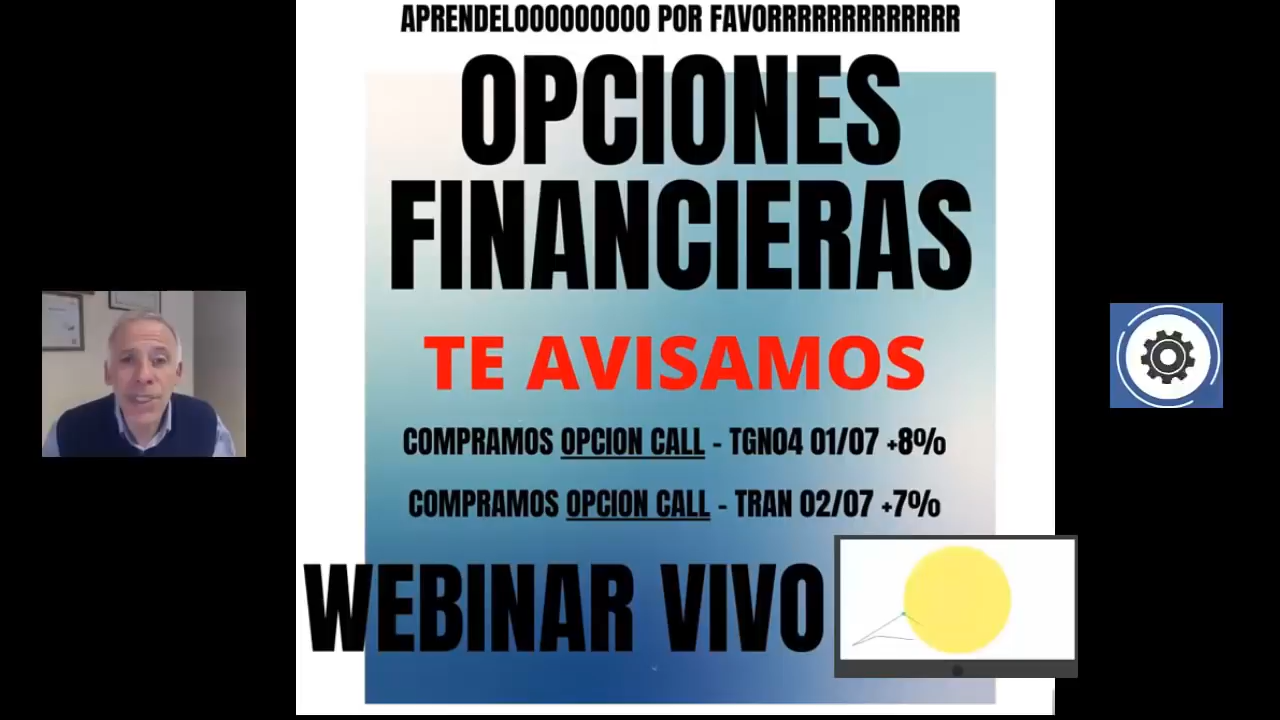 APRENDELOOOOOOOOO POR FAVORRRRRRRRRRRRR
OPCIONES
FINANCIERAS
TE AVISAMOS
COMPRAMOS OPCION CALL - TGNO4 01/07 +8%
COMPRAMOS OPCION CALL - TRAN 02/07 +7%
WEBINAR VIVO